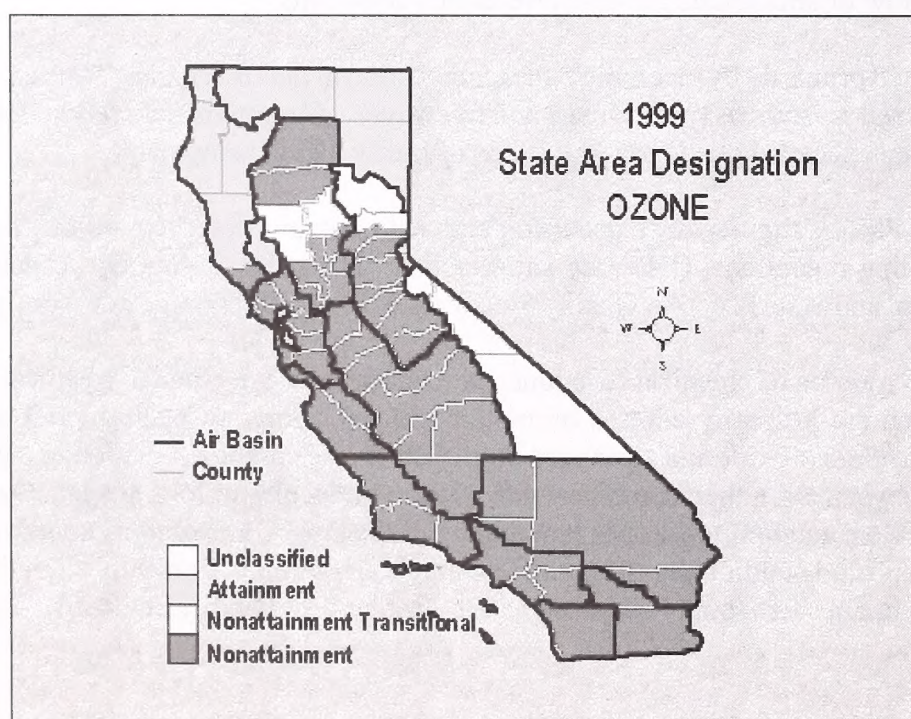 1999
State Area Designation
OZONE
N
W E
S
Air Basin
County
Unclassified
Attainment
Nonattainment Transitional
Nonattainment